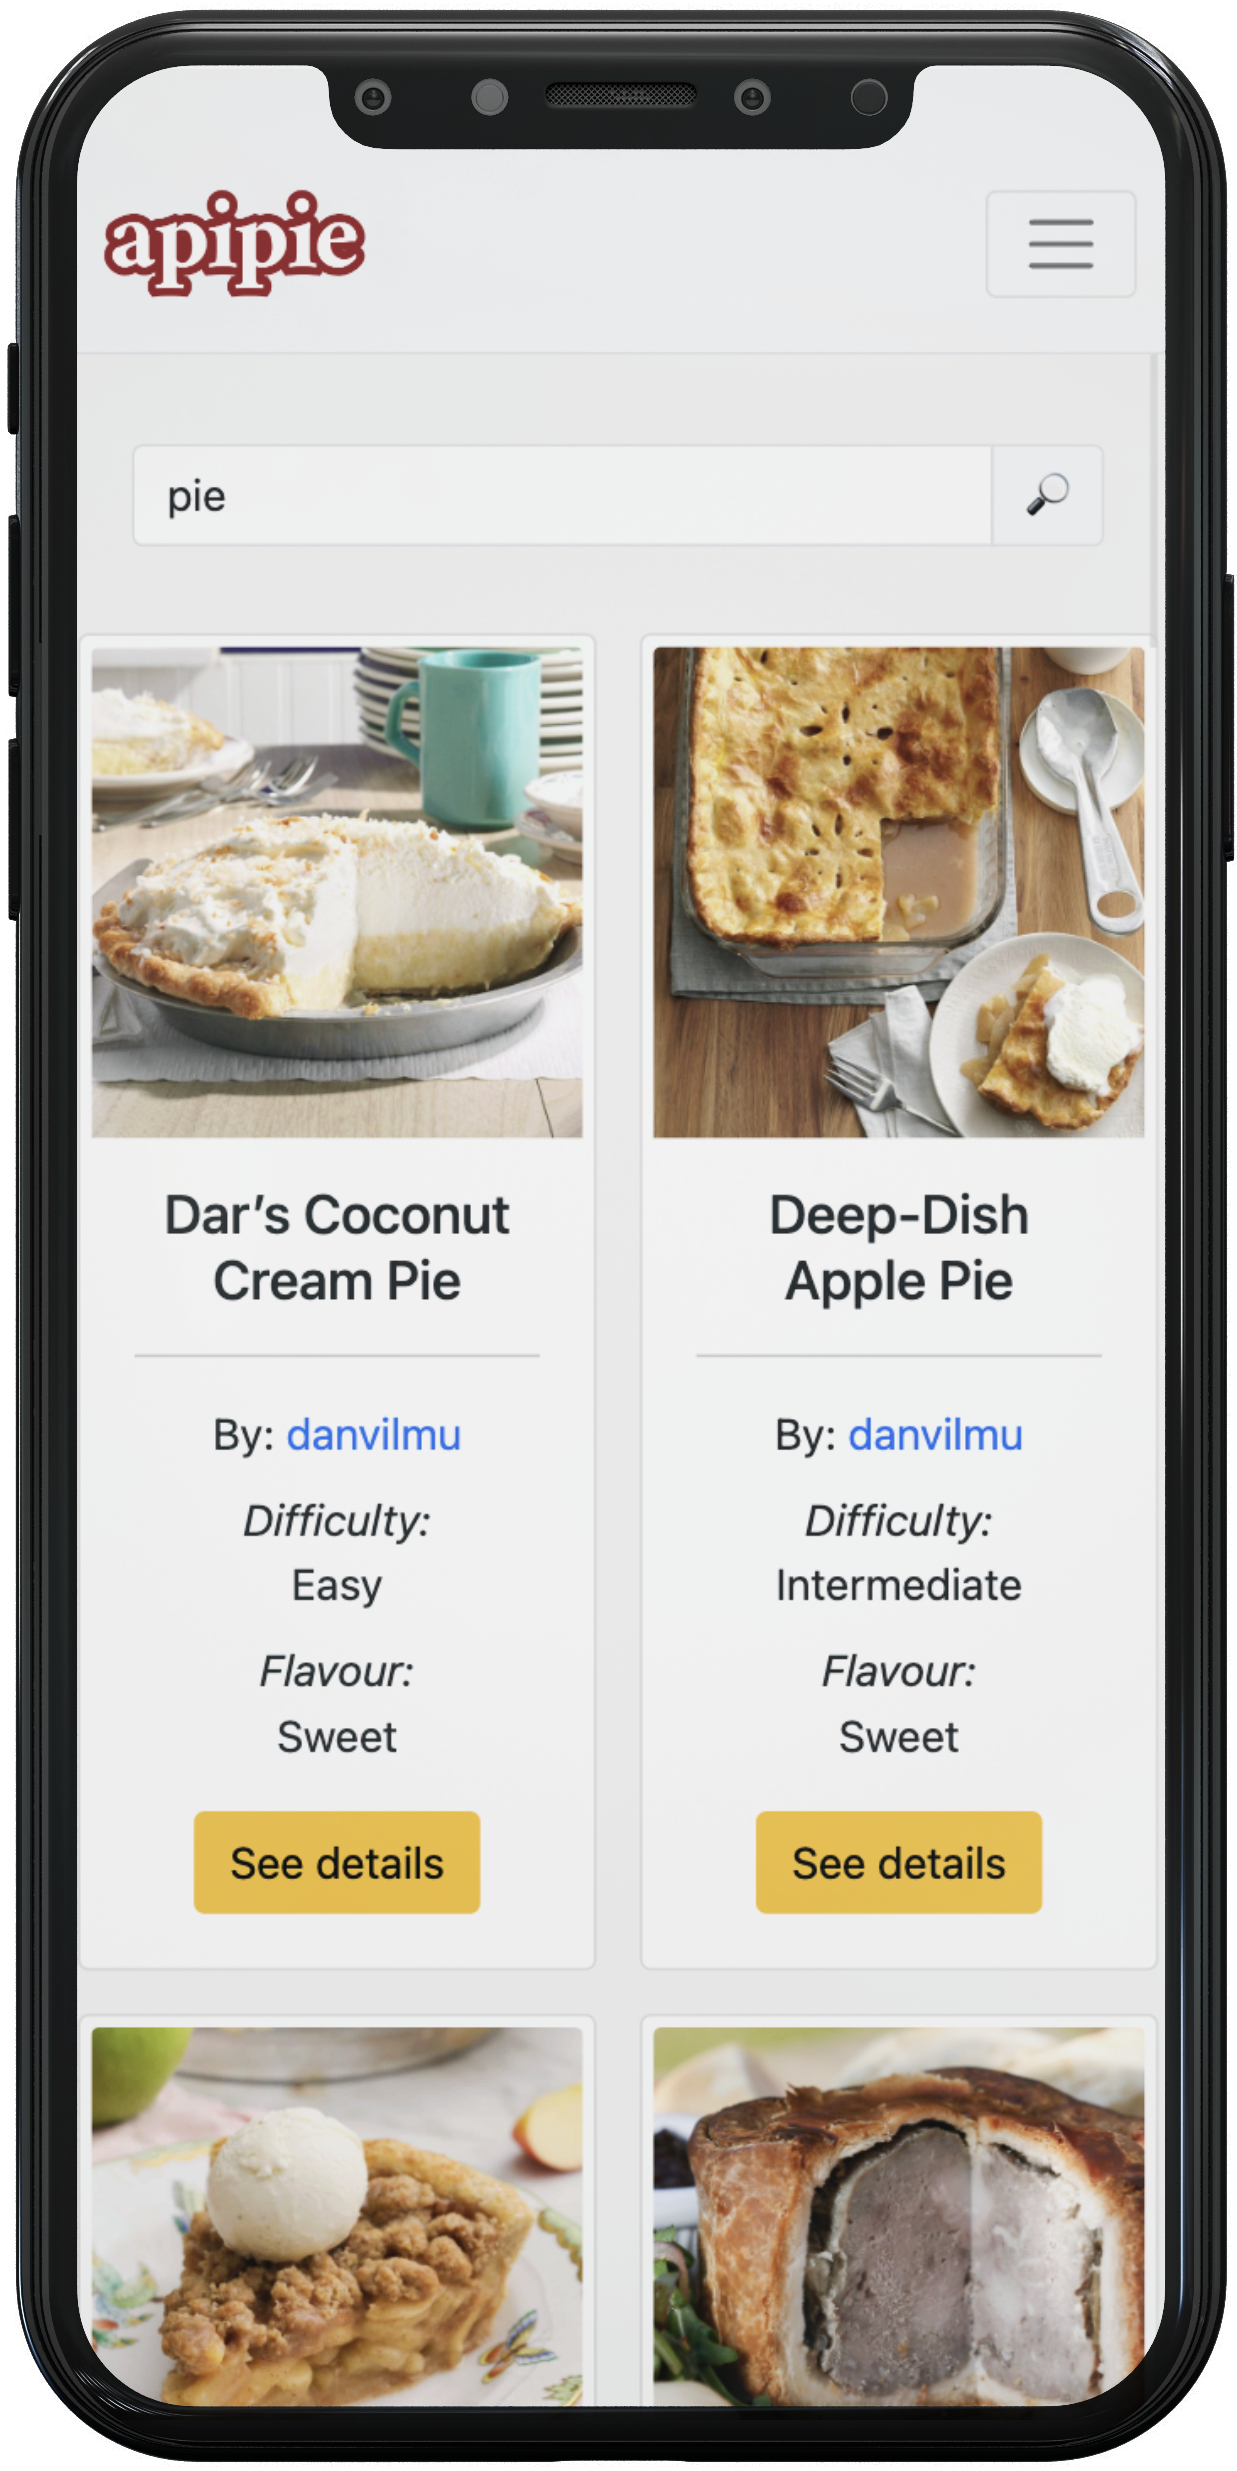 apipie
pie
Dar's Coconut
Cream Pie
By: danvilmu
Difficulty:
Easy
Flavour:
Sweet
See details
Deep-Dish
Apple Pie
By: danvilmu
Difficulty:
Intermediate
Flavour:
Sweet
See details